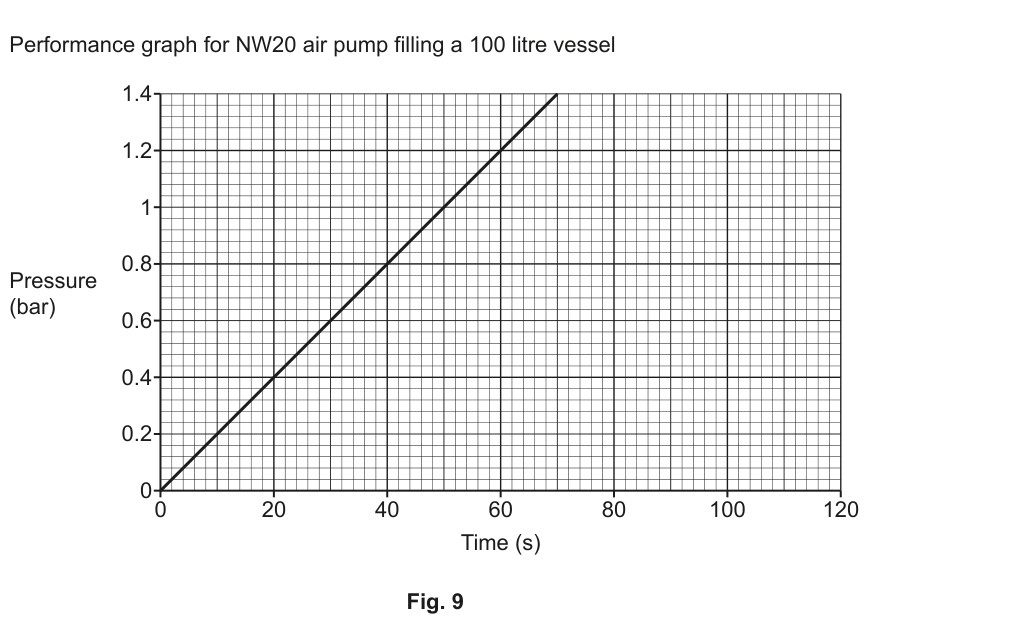 Performance graph for NW20 air pump filling a 100 litre vessel
1.4
1.2
1
0.8
0.6
0.4
0.2
0
Pressure
(bar)
0 20 40 60 80 100 120
Time (s)
Fig. 9